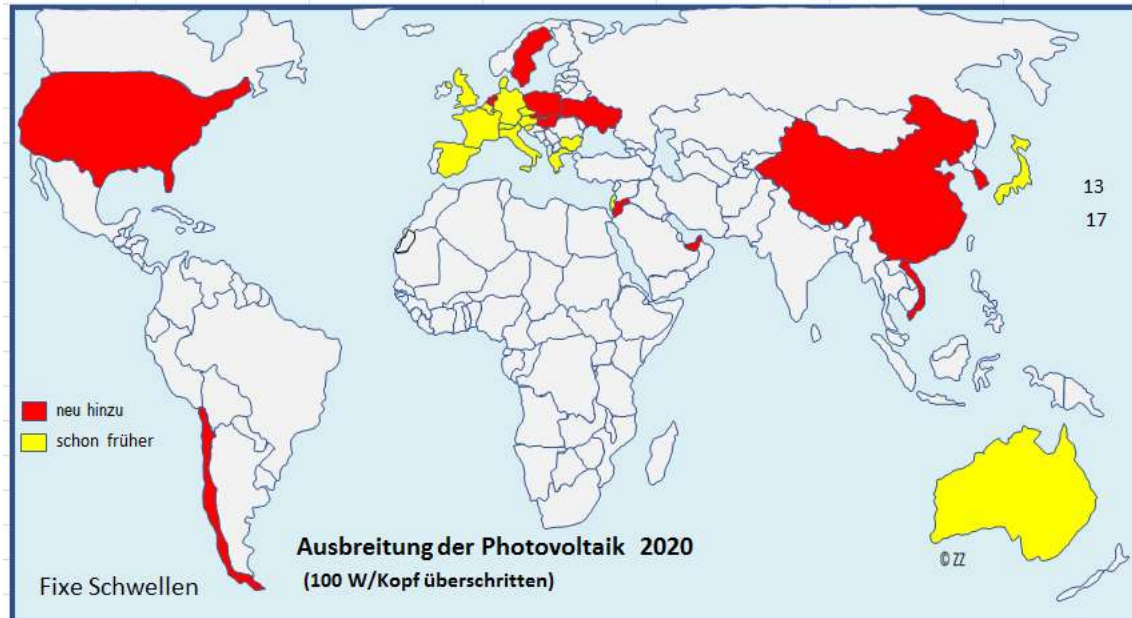 13
17
neu hinzu
schon früher
Ausbreitung der Photovoltaik 2020
(100 W/Kopf überschritten)
© ZZ
Fixe Schwellen